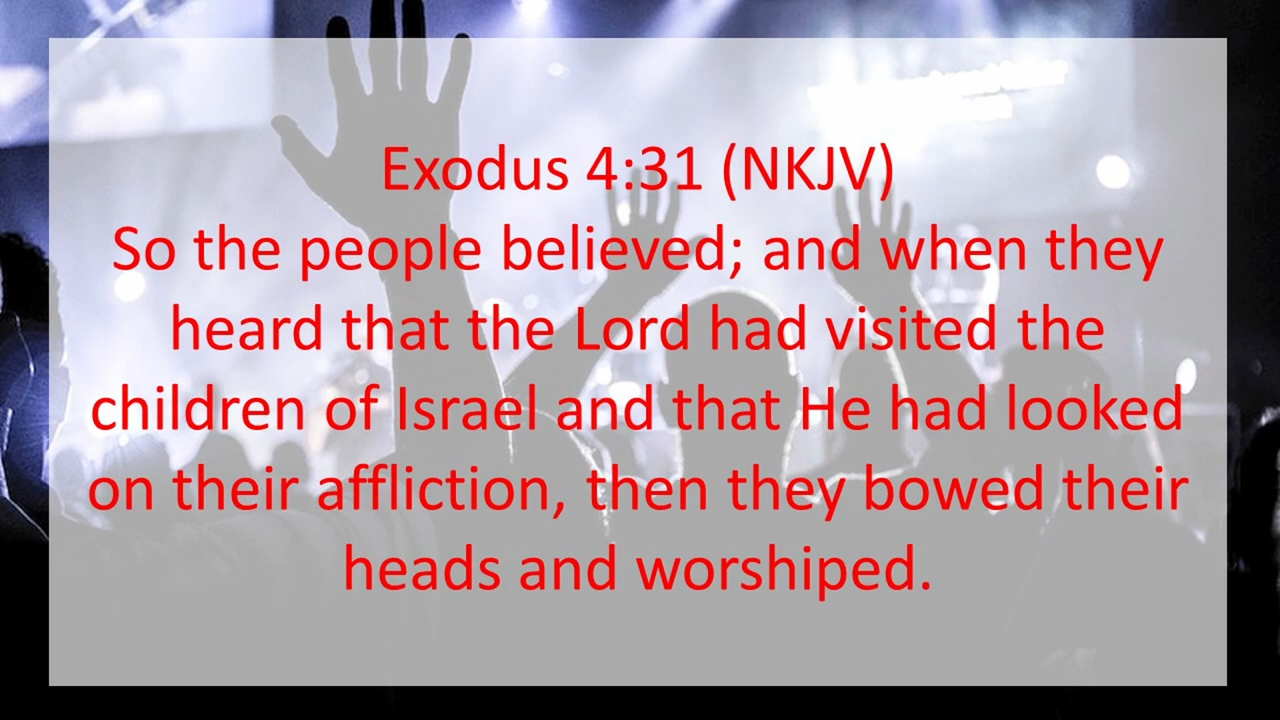 Exodus 4:31 (NKJV)
So the people believed; and when they
heard that the Lord had visited the
children of Israel and that He had looked
on their affliction, then they bowed their
heads and worshiped.